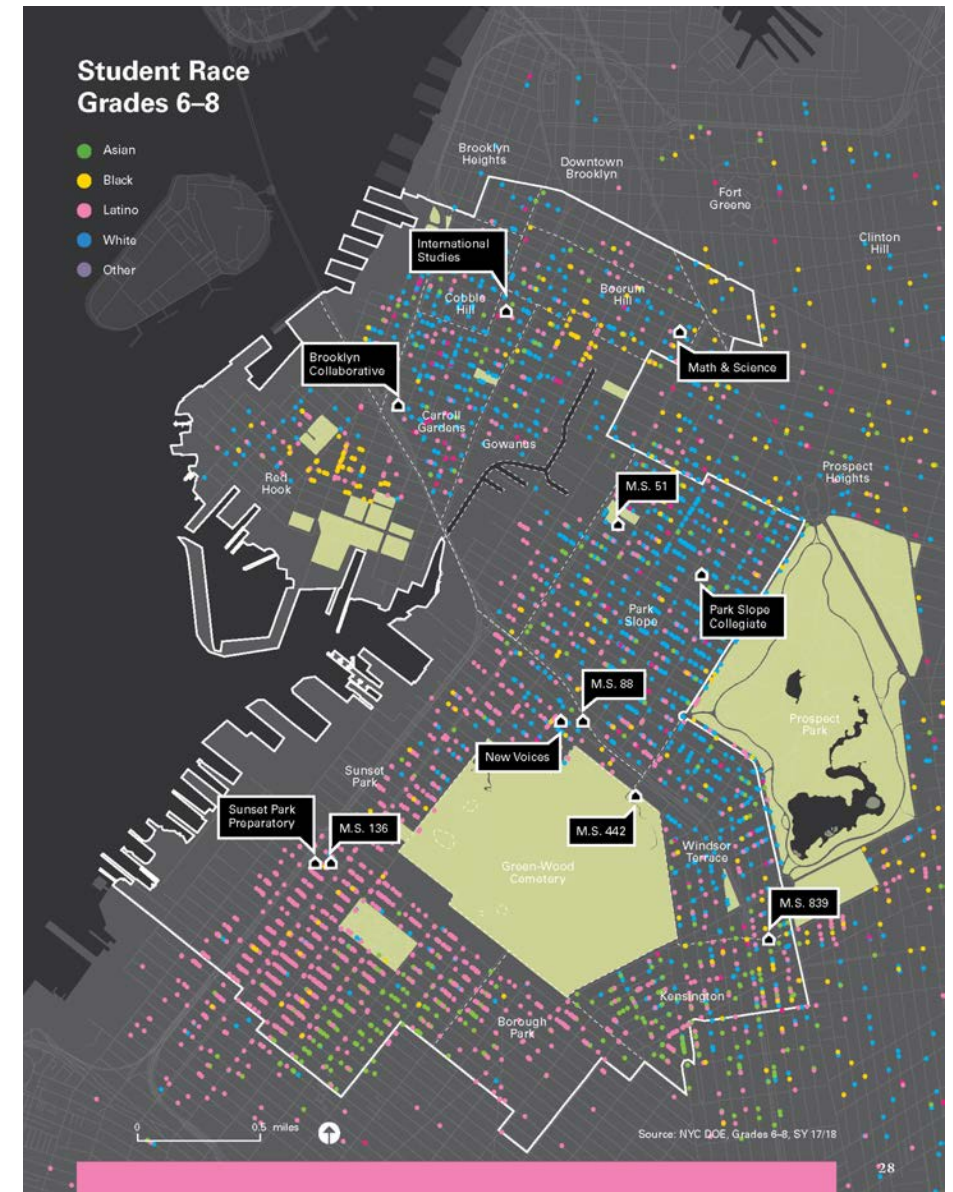 Student Race
Grades 6–8
Asian
Black
Latino
White
Other
Brooklyn
Heights
Downtown
Brooklyn
Fort
Greene
Clinton
Hill
International
Studies
Cobble
Hill
Boerum
Hill
Brooklyn
Collaborative
Math & Science
Carroll
Gardens
Gowanus
Red
Hook
Prospect
Heights
M.S. 51
Park
Slope
Park Slope
Collegiate
M.S. 88
New Voices
Prospect
Park
Sunset
Park
Sunset Park
Preparatory
M.S. 136
M.S. 442
Windsor
Terrace
Green-Wood
Cemetery
M.S. 839
Kensington
Borough
Park
0 0.5 miles
Source: NYC DOE, Grades 6–8, SY 17/18
28